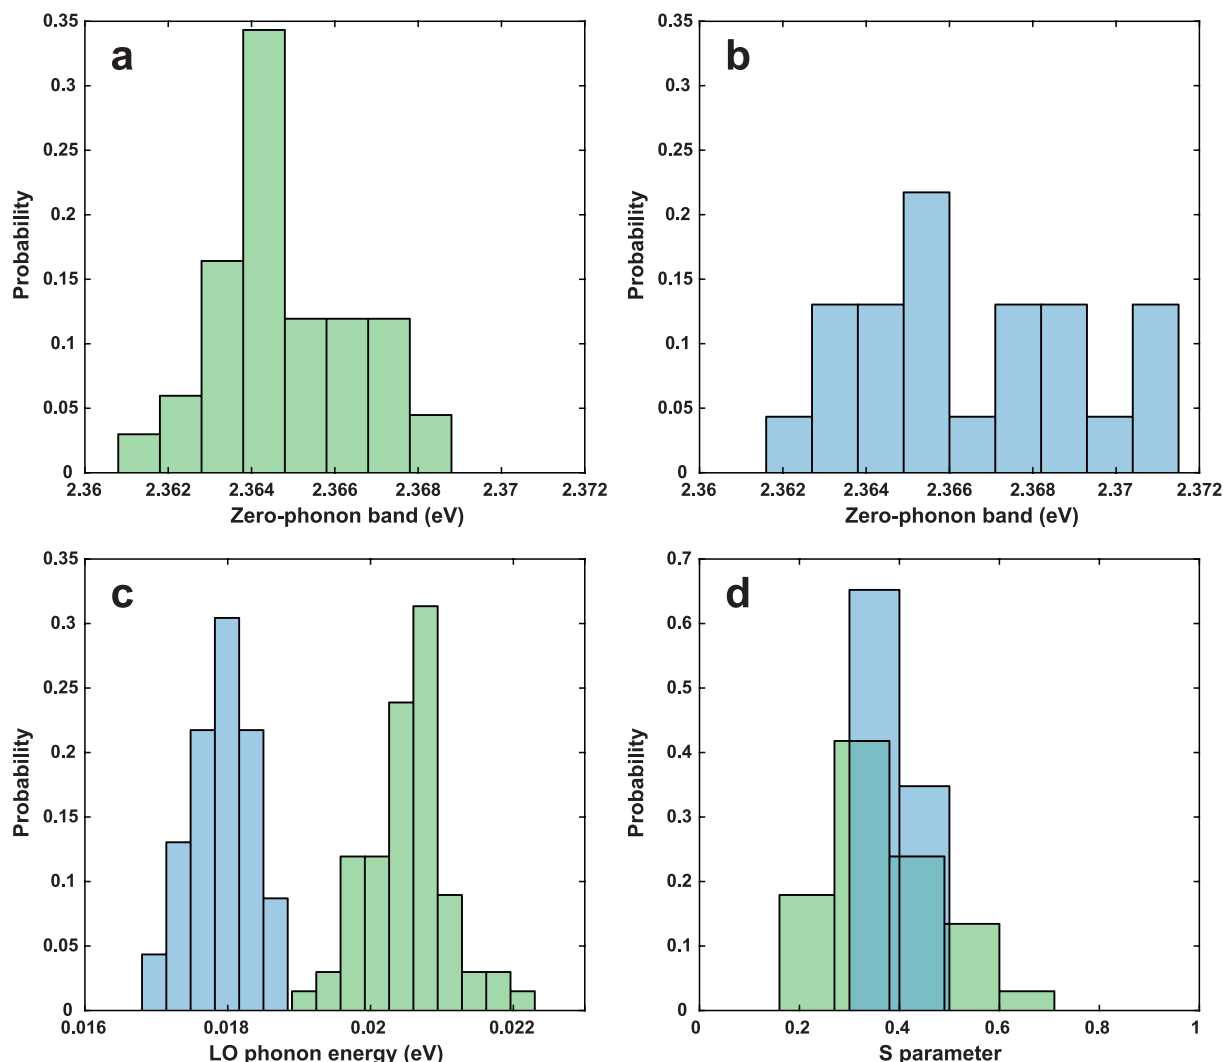 a
0.35
0.3
0.25
0.2
0.15
0.1
0.05
0
Probability
2.36 2.362 2.364 2.366 2.368 2.37 2.372
Zero-phonon band (eV)
b
0.35
0.3
0.25
0.2
0.15
0.1
0.05
0
Probability
2.36 2.362 2.364 2.366 2.368 2.37 2.372
Zero-phonon band (eV)
c
0.35
0.3
0.25
0.2
0.15
0.1
0.05
0
Probability
0.016 0.018 0.02 0.022
LO phonon energy (eV)
d
0.7
0.6
0.5
0.4
0.3
0.2
0.1
0
Probability
0 0.2 0.4 0.6 0.8 1
S parameter